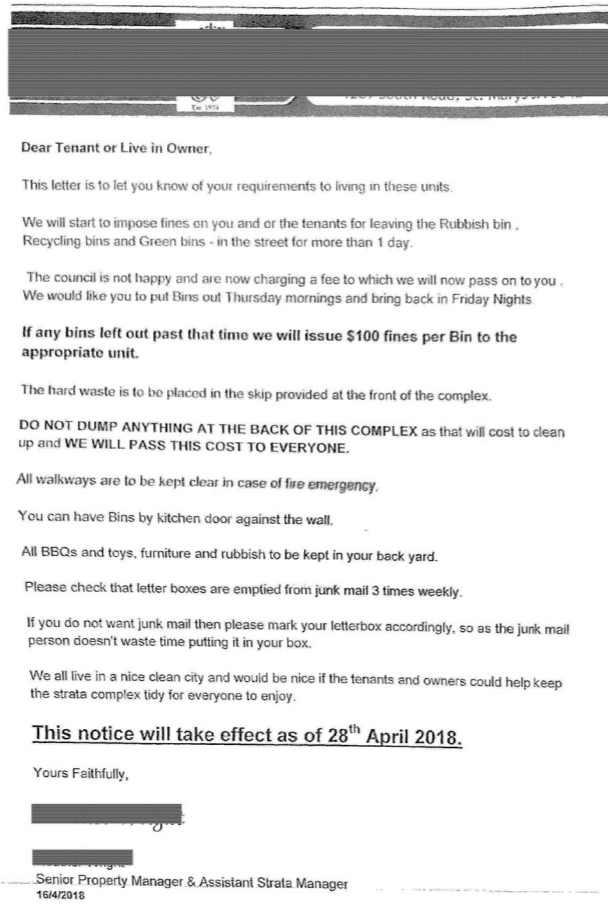 Est 1974
Dear Tenant or Live in Owner,
This letter is to let you know of your requirements to living in these units.
We will start to impose fines on you and or the tenants for leaving the Rubbish bin ,
Recycling bins and Green bins - in the street for more than 1 day.
The council is not happy and are now charging a fee to which we will now pass on to you .
We would like you to put Bins out Thursday mornings and bring back in Friday Nights
If any bins left out past that time we will issue $100 fines per Bin to the
appropriate unit.
The hard waste is to be placed in the skip provided at the front of the complex.
DO NOT DUMP ANYTHING AT THE BACK OF THIS COMPLEX as that will cost to clean
up and WE WILL PASS THIS COST TO EVERYONE.
All walkways are to be kept clear in case of fire emergency.
You can have Bins by kitchen door against the wall.
All BBQs and toys, furniture and rubbish to be kept in your back yard.
Please check that letter boxes are emptied from junk mail 3 times weekly.
If you do not want junk mail then please mark your letterbox accordingly, so as the junk mail
person doesn't waste time putting it in your box.
We all live in a nice clean city and would be nice if the tenants and owners could help keep
the strata complex tidy for everyone to enjoy.
This notice will take effect as of 28th April 2018.
Yours Faithfully,
Senior Property Manager & Assistant Strata Manager
16/4/2018